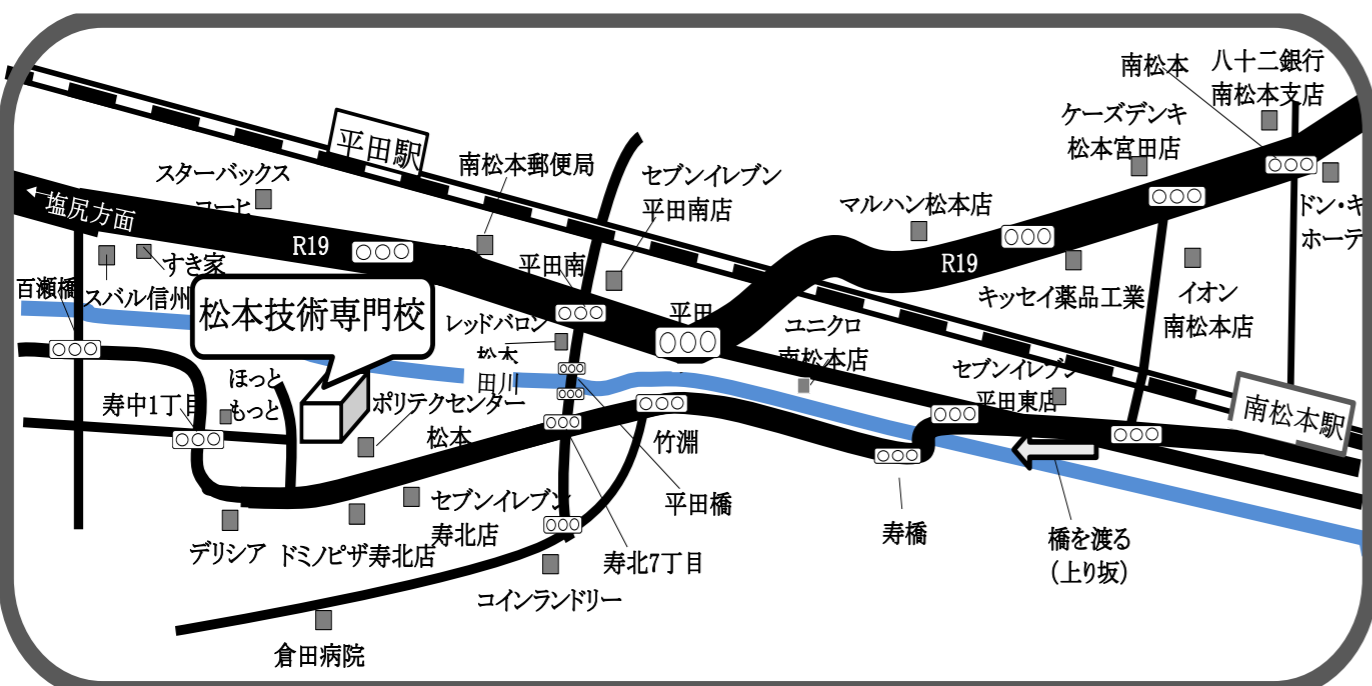 南松本
八十二銀行
南松本支店
ケーズデンキ
松本宮田店
平田駅
南松本郵便局
スターバックス
コーヒ
セブンイレブン
平田南店
マルハン松本店
ドン・キ
ホーテ
←塩尻方面
R19
R19
平田南
すき家
百瀬橋
スバル信州
キッセイ薬品工業
イオン
南松本店
松本技術専門校
レッドバロン
松本
平田
ユニクロ
南松本店
田川
セブンイレブン
平田東店
南松本駅
ほっと
もっと
寿中1丁目
ポリテクセンター
松本
竹淵
セブンイレブン
寿北店
平田橋
寿橋
橋を渡る
(上り坂)
デリシア
ドミノピザ寿北店
寿北7丁目
コインランドリー
倉田病院